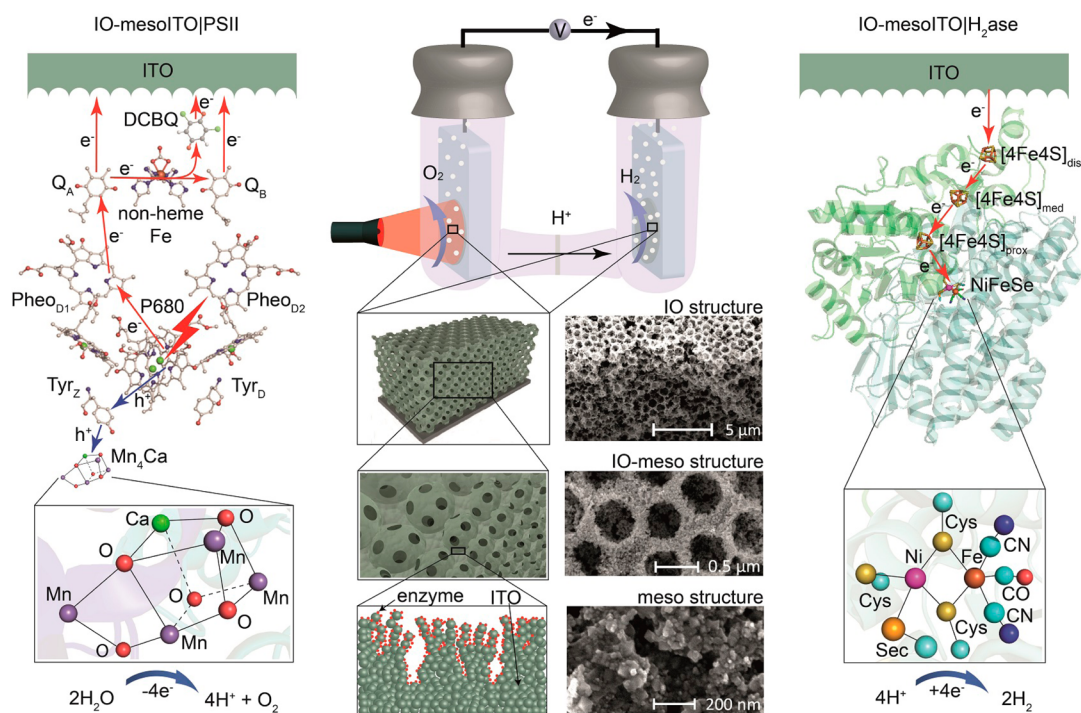 IO-mesoITO|PSII
ITO
e-
DCBQ
e-
e-
e-
QA
QB
non-heme
Fe
e-
PheoD1
P680
PheoD2
e-
TyrZ
TyrD
h+
h+
Mn4Ca
Ca
O
O
Mn
Mn
O
Mn
O
O
Mn
2H2O
-4e-
4H+ + O2
V
e-
O2
H2
H+
IO structure
5 µm
IO-meso structure
0.5 µm
enzyme
ITO
meso structure
200 nm
IO-mesoITO|H2ase
ITO
e-
[4Fe4S]dis
e-
[4Fe4S]med
e-
[4Fe4S]prox
e-
NiFeSe
Cys
CN
Ni
Fe
CO
Cys
CN
Cys
Sec
4H+
+4e-
2H2